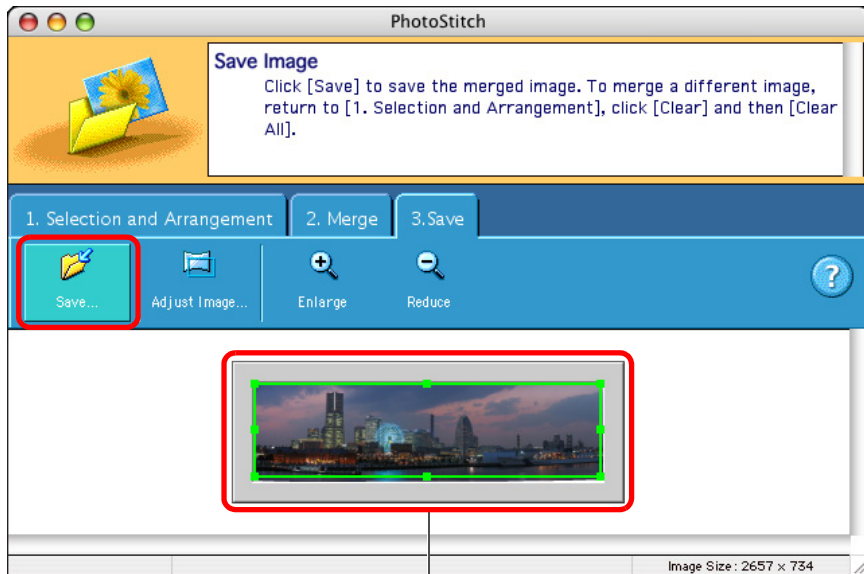 PhotoStitch
Save Image
Click [Save] to save the merged image. To merge a different image,
return to [1. Selection and Arrangement], click [Clear] and then [Clear
All].
1. Selection and Arrangement
2. Merge
3.Save
Save...
Adjust Image...
Enlarge
Reduce
?
Image Size : 2657 × 734